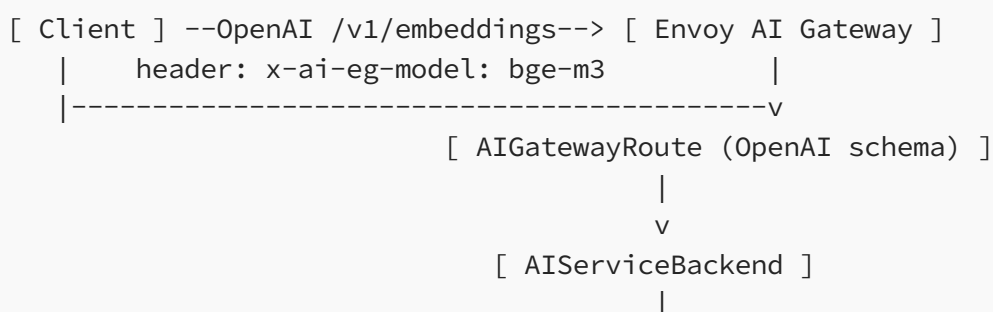 [ Client ] --OpenAI /v1/embeddings--> [ Envoy AI Gateway ]
   |    header: x-ai-eg-model: bge-m3          |
   |-------------------------------------------v
                           [ AIGatewayRoute (OpenAI schema) ]
                                        |
                                        v
                              [ AIServiceBackend ]
                                        |